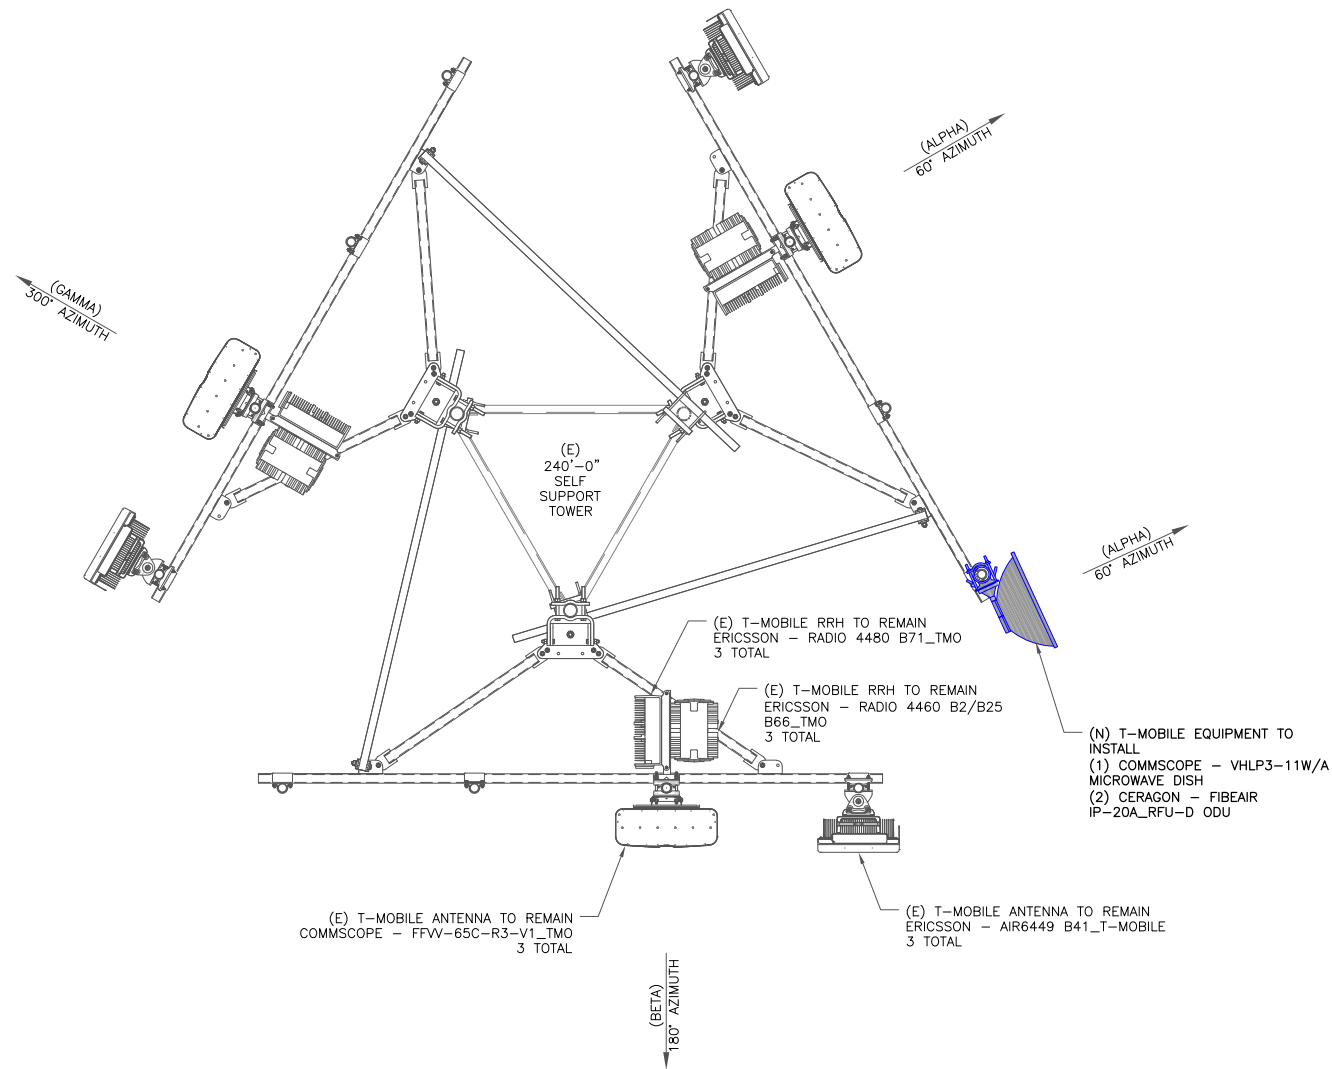 (ALPHA)
60° AZIMUTH
(GAMMA)
300° AZIMUTH
(E)
240'-0"
SELF
SUPPORT
TOWER
(ALPHA)
60° AZIMUTH
(E) T-MOBILE RRH TO REMAIN
ERICSSON - RADIO 4480 B71_TMO
3 TOTAL
(E) T-MOBILE RRH TO REMAIN
ERICSSON - RADIO 4460 B2/B25
B66_TMO
3 TOTAL
(N) T-MOBILE EQUIPMENT TO
INSTALL
(1) COMMSCOPE - VHLP3-11W/A
MICROWAVE DISH
(2) CERAGON - FIBEAIR
IP-20A_RFU-D ODU
(E) T-MOBILE ANTENNA TO REMAIN
COMMSCOPE - FFVV-65C-R3-V1_TMO
3 TOTAL
(E) T-MOBILE ANTENNA TO REMAIN
ERICSSON - AIR6449 B41_T-MOBILE
3 TOTAL
(BETA)
180° AZIMUTH